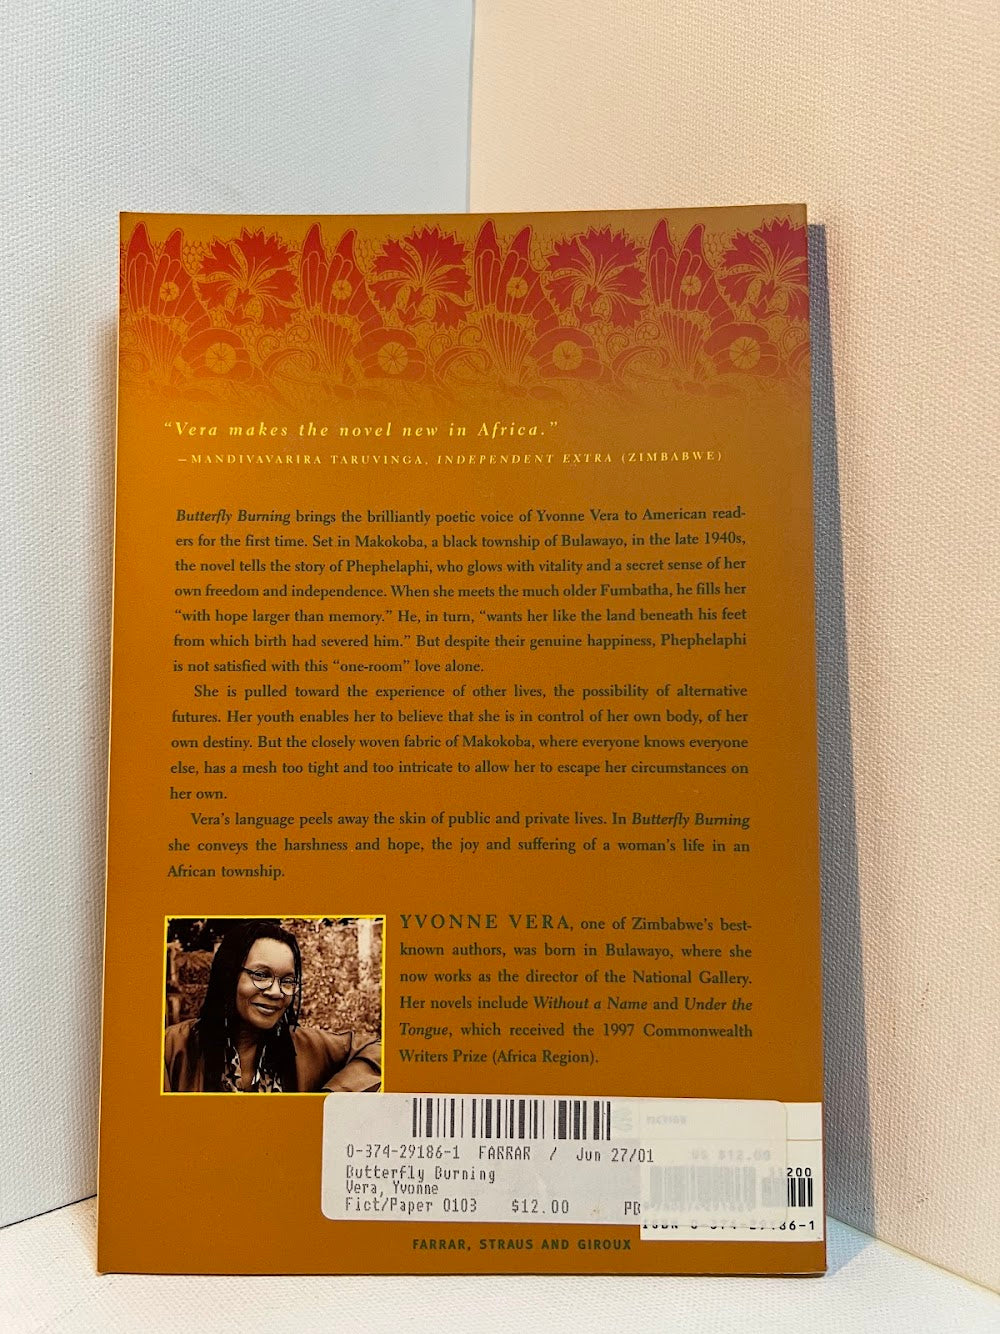 “Vera makes the novel new in Africa.”
—MANDIVAVARIRA TARUVINGA, INDEPENDENT EXTRA (ZIMBABWE)
Butterfly Burning brings the brilliantly poetic voice of Yvonne Vera to American read-
ers for the first time. Set in Makokoba, a black township of Bulawayo, in the late 1940s,
the novel tells the story of Phephelaphi, who glows with vitality and a secret sense of her
own freedom and independence. When she meets the much older Fumbatha, he fills her
“with hope larger than memory.” He, in turn, “wants her like the land beneath his feet
from which birth had severed him.” But despite their genuine happiness, Phephelaphi
is not satisfied with this “one-room” love alone.
She is pulled toward the experience of other lives, the possibility of alternative
futures. Her youth enables her to believe that she is in control of her own body, of her
own destiny. But the closely woven fabric of Makokoba, where everyone knows everyone
else, has a mesh too tight and too intricate to allow her to escape her circumstances on
her own.
Vera’s language peels away the skin of public and private lives. In Butterfly Burning
she conveys the harshness and hope, the joy and suffering of a woman’s life in an
African township.
YVONNE VERA, one of Zimbabwe’s best-
known authors, was born in Bulawayo, where she
now works as the director of the National Gallery.
Her novels include Without a Name and Under the
Tongue, which received the 1997 Commonwealth
Writers Prize (Africa Region).
FICTION
US $12.00
51200
0-374-29186-1 FARRAR / Jun 27/01
Butterfly Burning
Vera, Yvonne
Fict/Paper 0103 $12.00 PB
ISBN 0-374-29186-1
FARRAR, STRAUS AND GIROUX